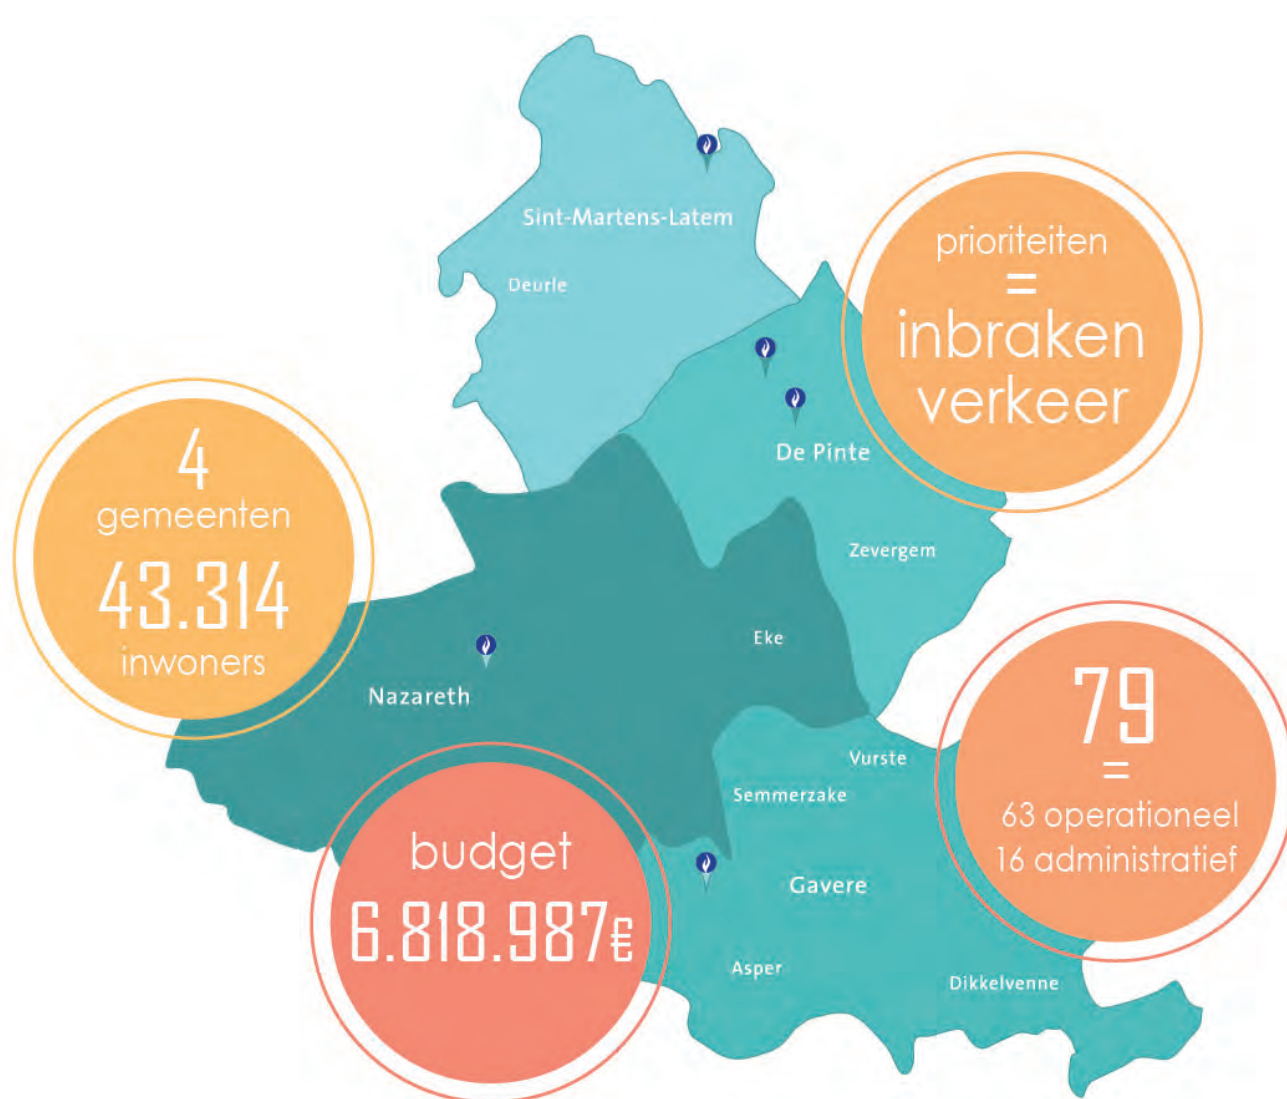 Sint-Martens-Latem
Deurle
prioriteiten
=
inbraken
verkeer
De Pinte
Zevergem
4
gemeenten
43.314
inwoners
Eke
Nazareth
79
=
63 operationeel
16 administratief
Vurste
Semmerzake
budget
6.818.987€
Gavere
Asper
Dikkelvenne